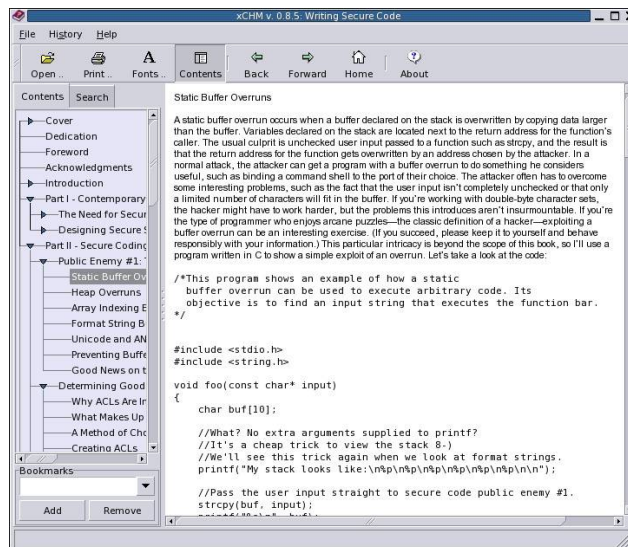 xCHM v. 0.8.5: Writing Secure Code
File History Help
Open .. Print .. Fonts .. Contents Back Forward Home About
Contents Search
Cover
Dedication
Foreword
Acknowledgments
Introduction
Part I - Contemporary
The Need for Secur
Designing Secure S
Part II - Secure Coding
Public Enemy #1:
Static Buffer Ov
Heap Overruns
Array Indexing E
Format String B
Unicode and AN
Preventing Buffe
Good News on t
Determining Good
Why ACLs Are Ir
What Makes Up
A Method of Cho
Creating ACLs
Bookmarks
Add Remove
Static Buffer Overruns
A static buffer overrun occurs when a buffer declared on the stack is overwritten by copying data larger
than the buffer. Variables declared on the stack are located next to the return address for the function's
caller. The usual culprit is unchecked user input passed to a function such as strcpy, and the result is
that the return address for the function gets overwritten by an address chosen by the attacker. In a
normal attack, the attacker can get a program with a buffer overrun to do something he considers
useful, such as binding a command shell to the port of their choice. The attacker often has to overcome
some interesting problems, such as the fact that the user input isn't completely unchecked or that only
a limited number of characters will fit in the buffer. If you're working with double-byte character sets,
the hacker might have to work harder, but the problems this introduces aren't insurmountable. If you're
the type of programmer who enjoys arcane puzzles—the classic definition of a hacker—exploiting a
buffer overrun can be an interesting exercise. (If you succeed, please keep it to yourself and behave
responsibly with your information.) This particular intricacy is beyond the scope of this book, so I'll use a
program written in C to show a simple exploit of an overrun. Let's take a look at the code:
/*This program shows an example of how a static
buffer overrun can be used to execute arbitrary code. Its
objective is to find an input string that executes the function bar.
*/
#include <stdio.h>
#include <string.h>
void foo(const char* input)
{
char buf[10];
//What? No extra arguments supplied to printf?
//It's a cheap trick to view the stack 8-)
//We'll see this trick again when we look at format strings.
printf("My stack looks like:\n%p\n%p\n%p\n%p\n%p\n%p\n\n");
//Pass the user input straight to secure code public enemy #1.
strcpy(buf, input);
printf("%s\n", buf);